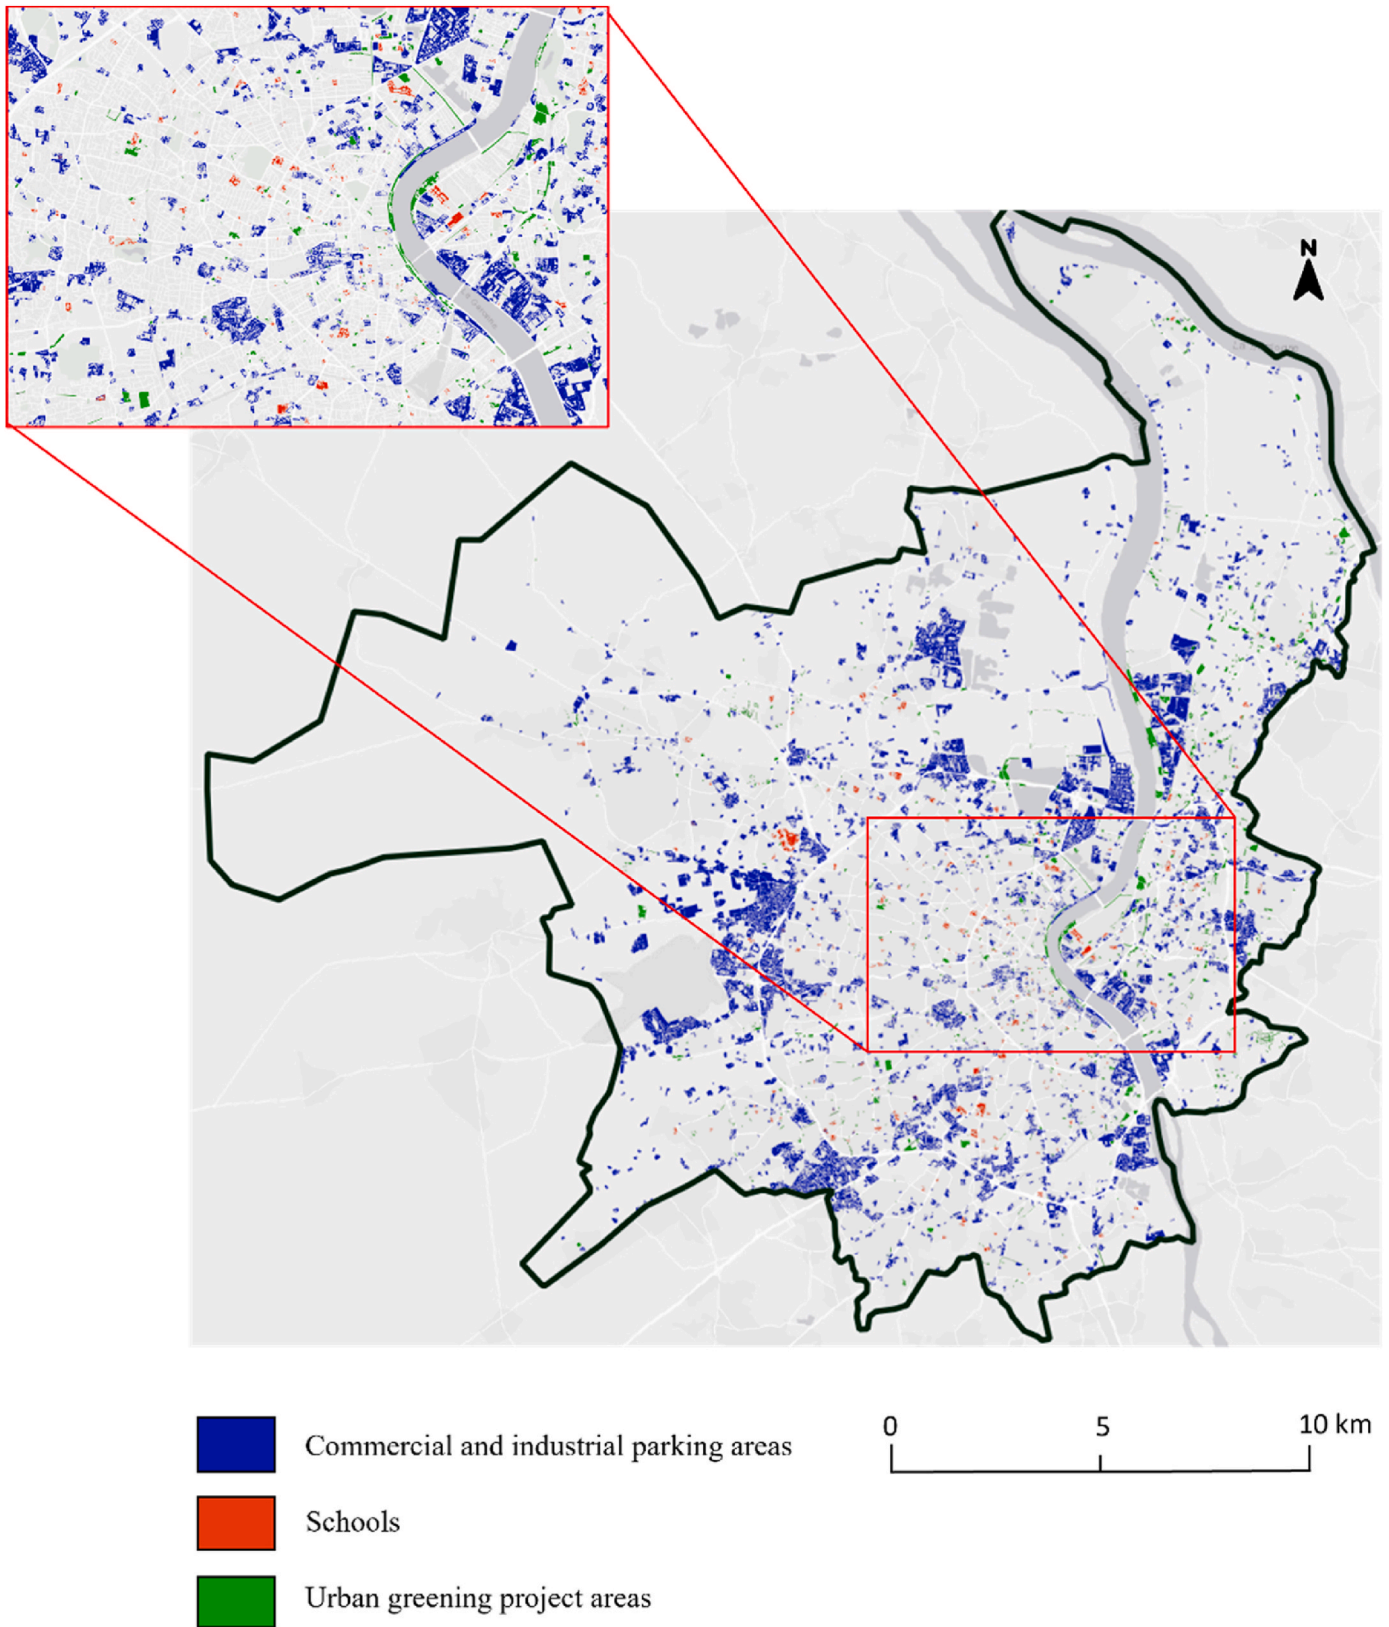 N
Commercial and industrial parking areas
0 5 10 km
Schools
Urban greening project areas